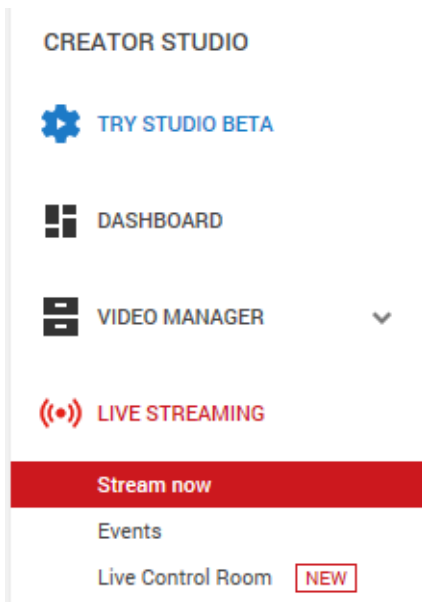 CREATOR STUDIO
TRY STUDIO BETA
DASHBOARD
VIDEO MANAGER
LIVE STREAMING
Stream now
Events
Live Control Room NEW